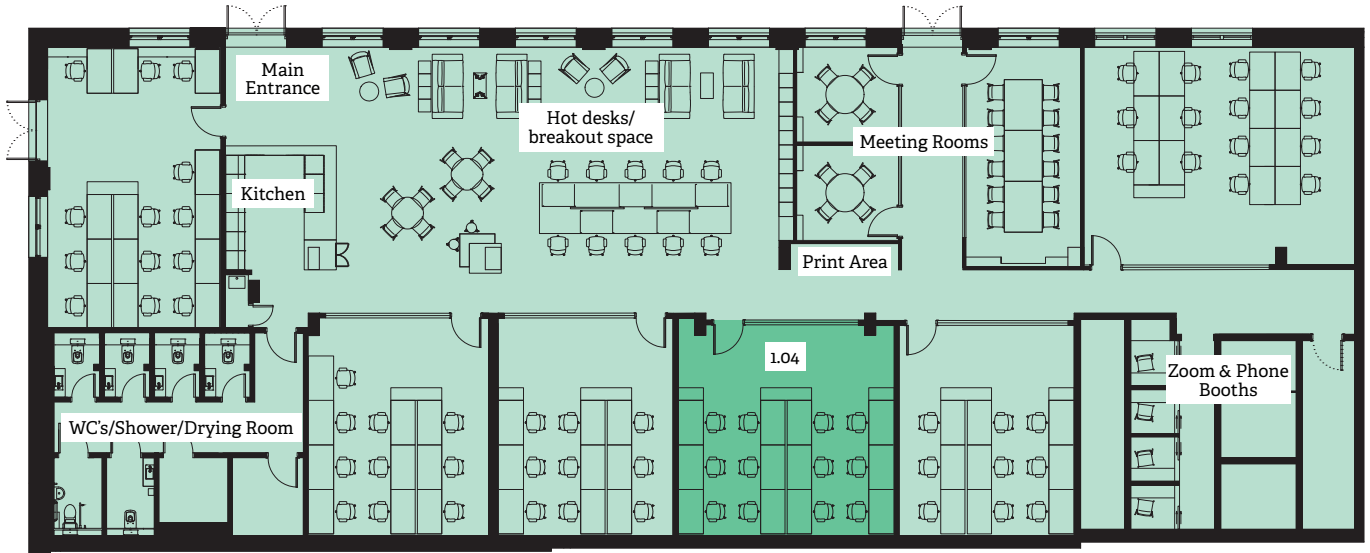 Main
Entrance
Hot desks/
breakout space
Meeting Rooms
Kitchen
Print Area
1.04
Zoom & Phone
Booths
WC's/Shower/Drying Room